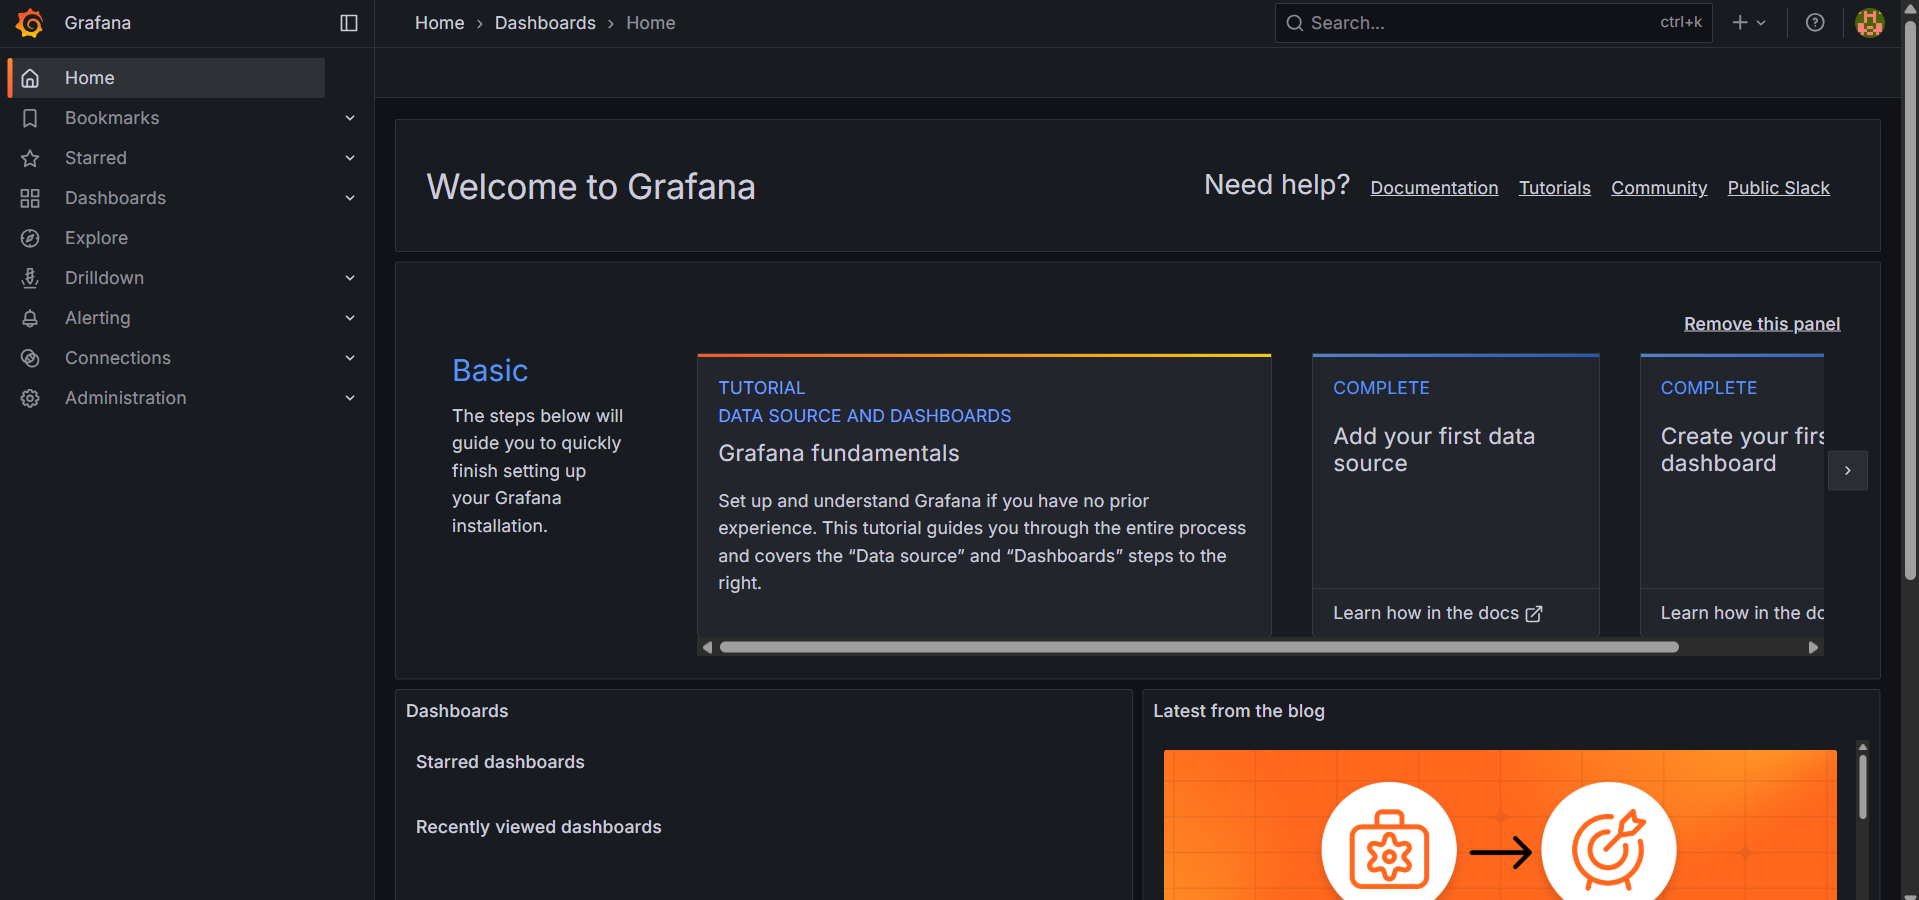 Grafana
Home › Dashboards › Home
Search...
ctrl+k
Home
Bookmarks
Starred
Dashboards
Explore
Drilldown
Alerting
Connections
Administration
Welcome to Grafana
Need help?
Documentation
Tutorials
Community
Public Slack
Remove this panel
Basic
The steps below will
guide you to quickly
finish setting up
your Grafana
installation.
TUTORIAL
DATA SOURCE AND DASHBOARDS
Grafana fundamentals
Set up and understand Grafana if you have no prior
experience. This tutorial guides you through the entire process
and covers the “Data source” and “Dashboards” steps to the
right.
COMPLETE
Add your first data
source
Learn how in the docs
COMPLETE
Create your firs
dashboard
Learn how in the do
Dashboards
Starred dashboards
Recently viewed dashboards
Latest from the blog